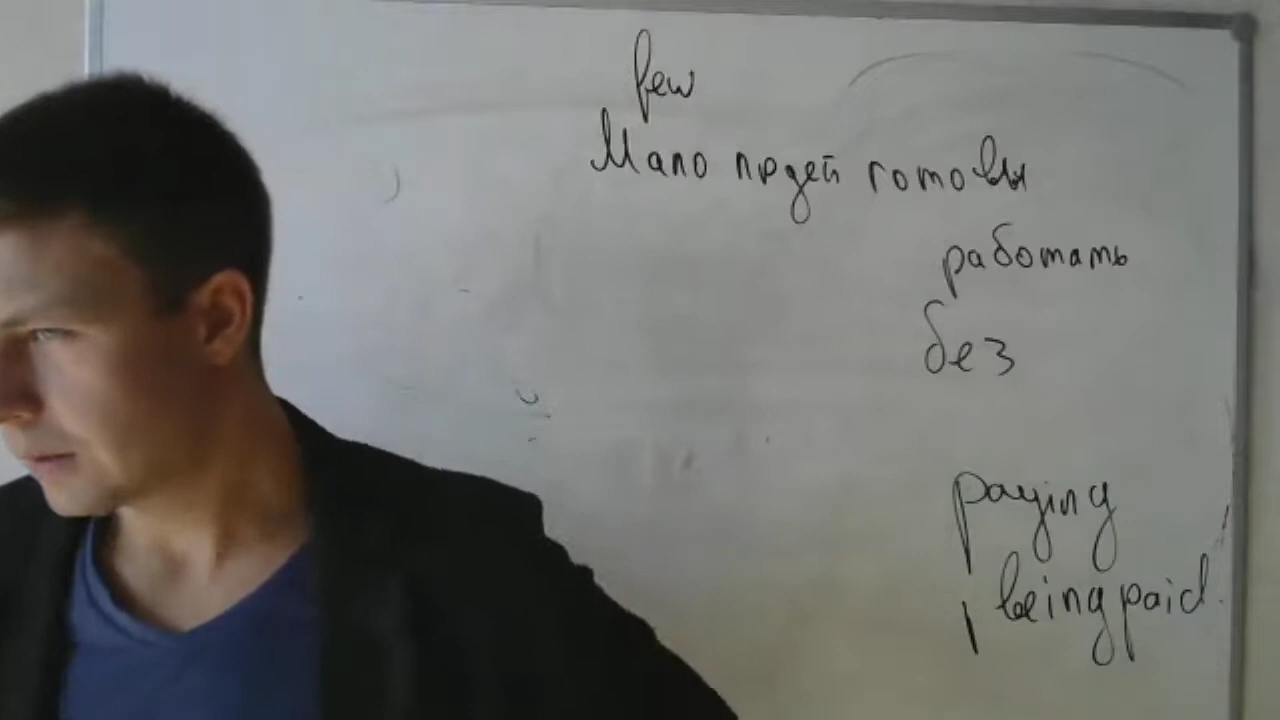 few
Мало людей готовы
работать
без
paying
being paid.